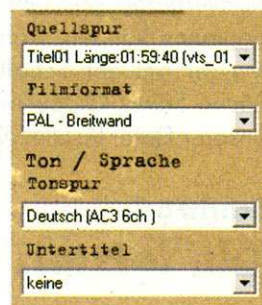 Quellspur
Titel01 Länge:01:59:40 (vts_01_
Filmformat
PAL - Breitwand
Ton / Sprache
Tonspur
Deutsch (AC3 6ch )
Untertitel
keine